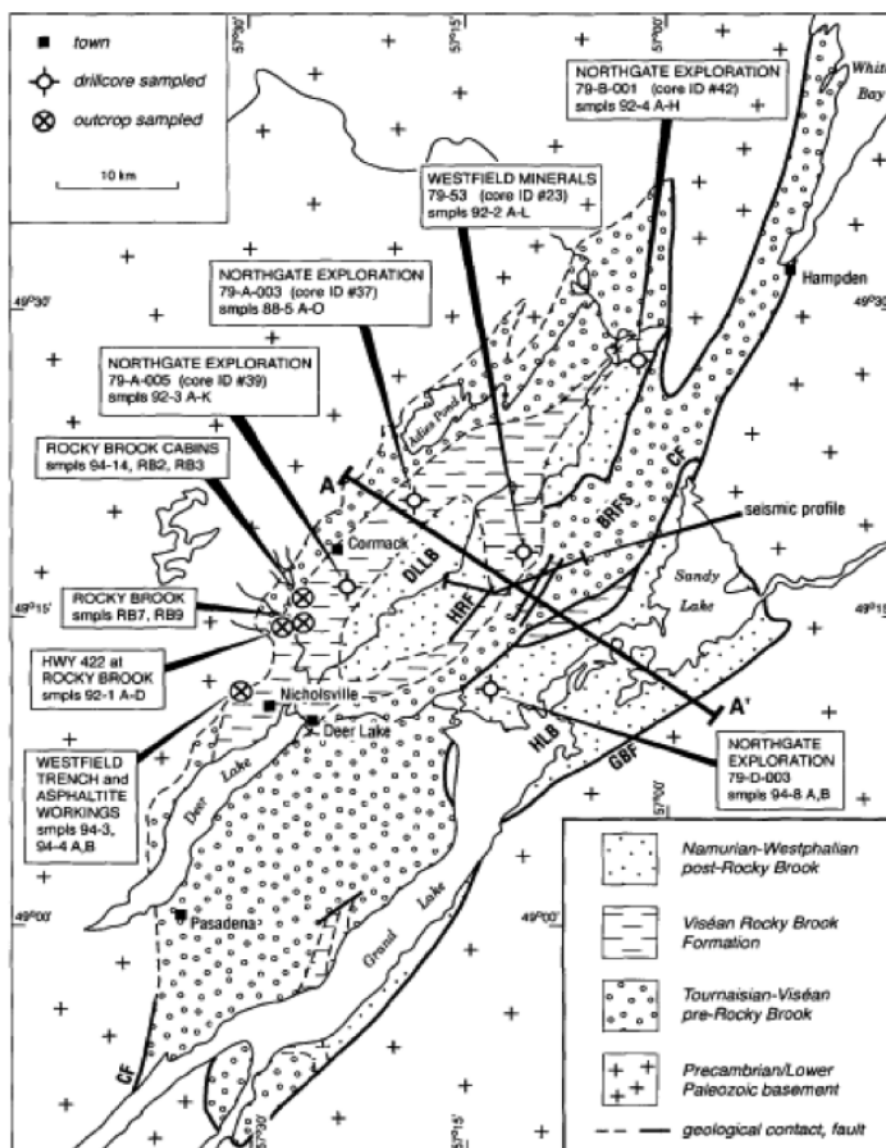 town
drillcore sampled
outcrop sampled
10 km
57°30'
57°15'
57°00'
NORTHGATE EXPLORATION
79-B-001 (core ID #42)
smpls 92-4 A-H
White
Bay
WESTFIELD MINERALS
79-53 (core ID #23)
smpls 92-2 A-L
NORTHGATE EXPLORATION
79-A-003 (core ID #37)
smpls 88-5 A-O
Hampden
49°30'
49°30'
NORTHGATE EXPLORATION
79-A-005 (core ID #39)
smpls 92-3 A-K
Adies Pond
ROCKY BROOK CABINS
smpls 94-14, RB2, RB3
A
CF
BRFS
seismic profile
Cormack
DLLB
Sandy
Lake
ROCKY BROOK
smpls RB7, RB9
HRF
49°15'
49°15'
HWY 422 at
ROCKY BROOK
smpls 92-1 A-D
Nicholsville
Deer Lake
A'
HLB
GBF
WESTFIELD
TRENCH and
ASPHALTITE
WORKINGS
smpls 94-3,
94-4 A,B
Deer Lake
NORTHGATE
EXPLORATION
79-D-003
smpls 94-8 A,B
57°00'
49°00'
49°00'
Pasadena
Grand Lake
Namurian-Westphalian
post-Rocky Brook
Viséan Rocky Brook
Formation
Tournaisian-Viséan
pre-Rocky Brook
Precambrian/Lower
Paleozoic basement
geological contact, fault
CF
57°30'
57°15'